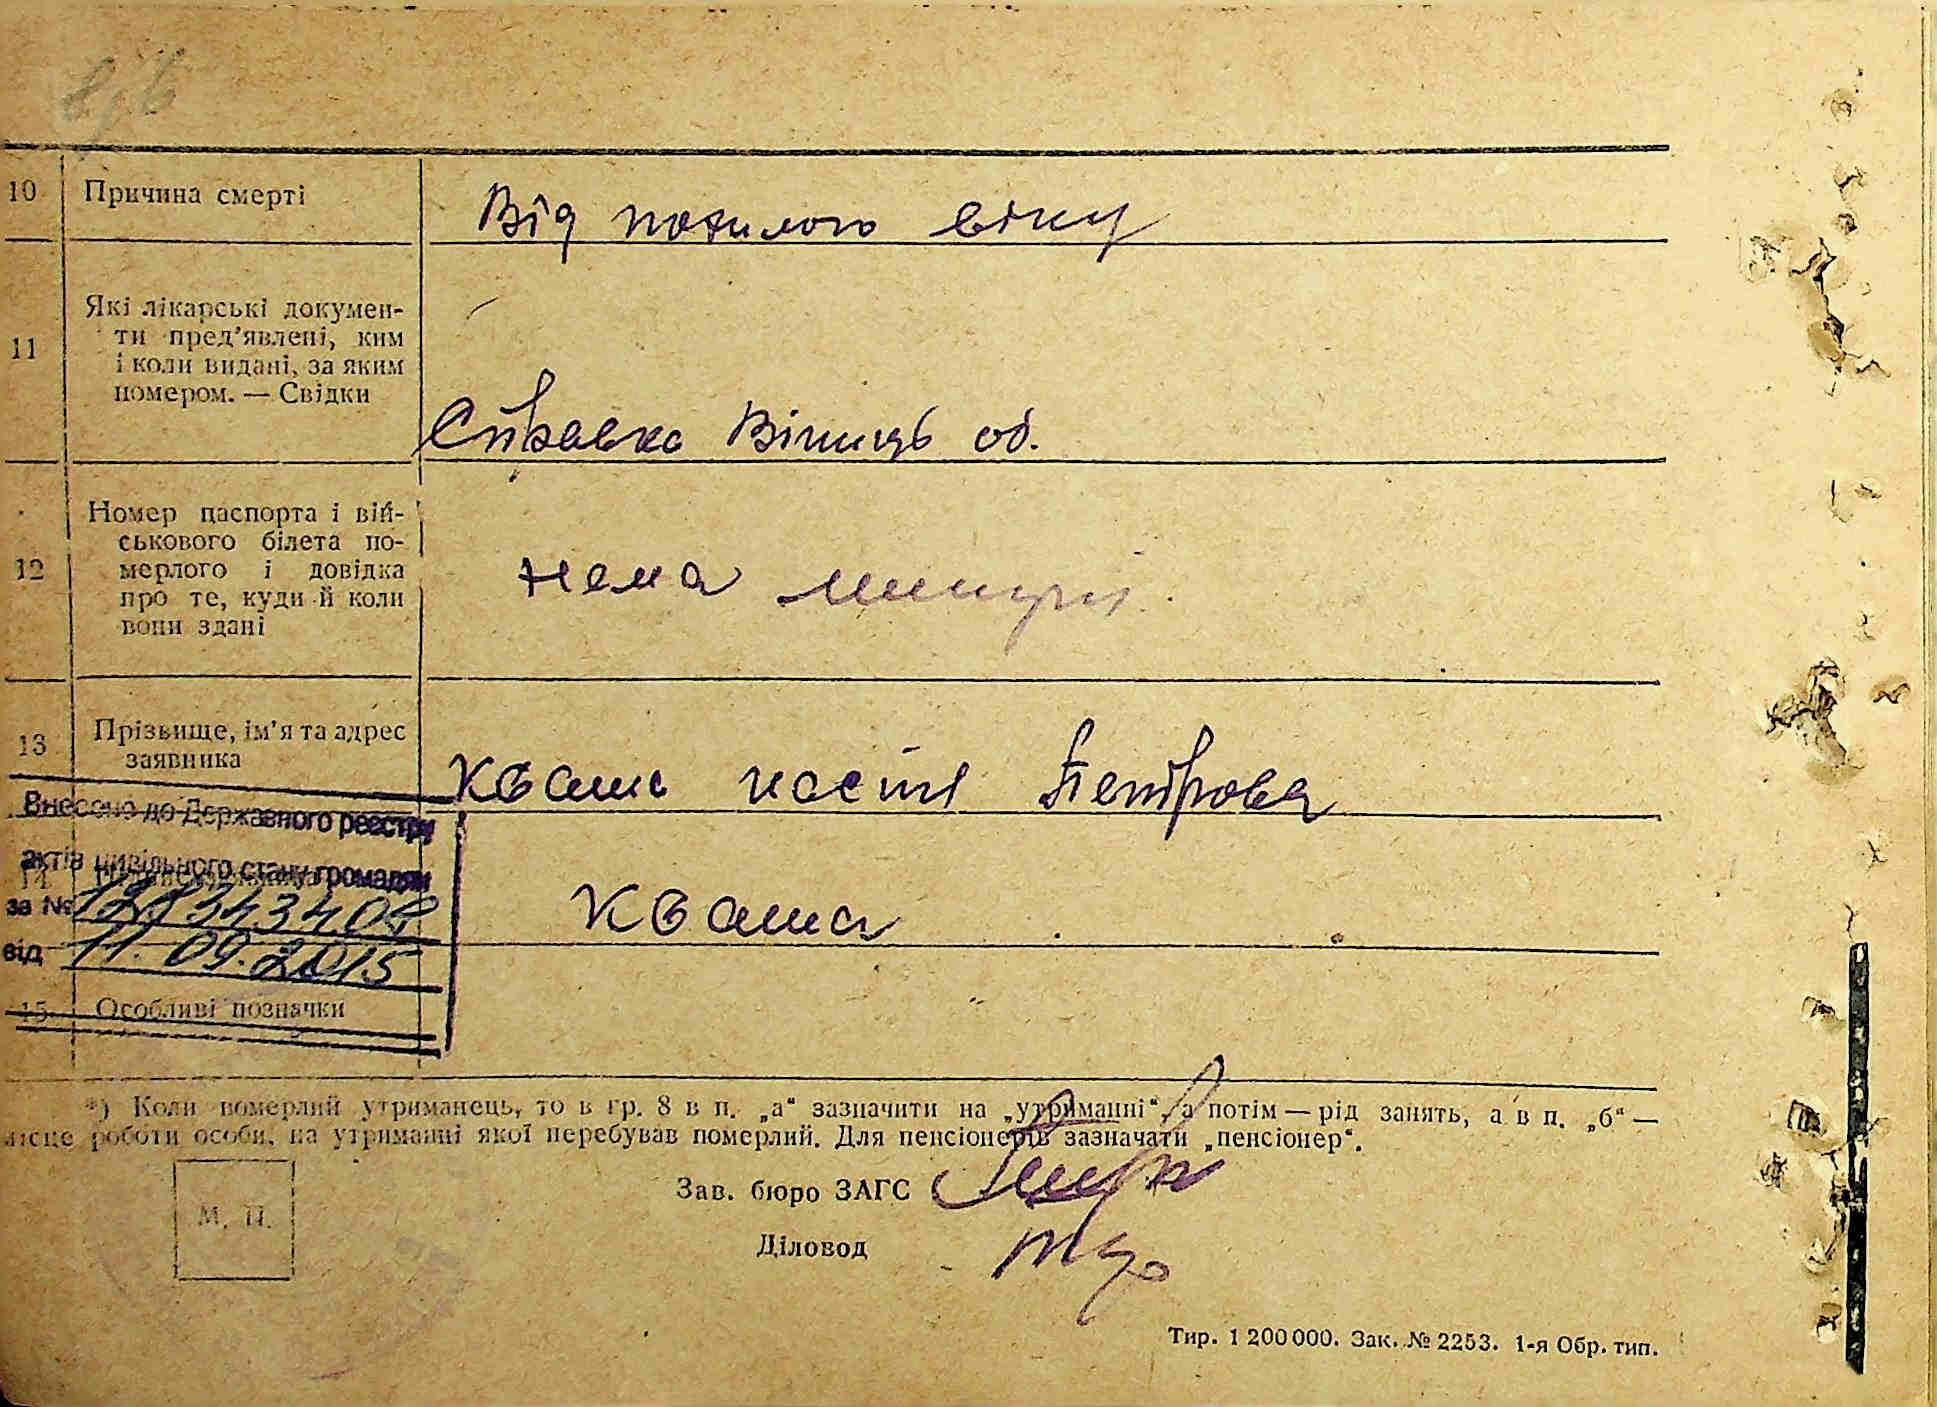 10 Причина смерті Від похилого віку
11 Які лікарські докумен-
ти пред'явлені, ким
і коли видані, за яким
номером. — Свідки
Справка об.
12 Номер паспорта і вій-
ськового білета по-
мерлого і довідка
про те, куди й коли
вони здані
нема
13 Прізвище, ім'я та адрес
заявника
Кваша Настя Петрова
Внесено до Державного реєстру
актів цивільного стану громадян
14
за №
Кваша
від 11.09.2015
15 Особливі позначки
*) Коли померлий утриманець, то в гр. 8 в п. „а“ зазначити на „утриманні“, а потім — рід занять, а в п. „б“ —
місце роботи особи, на утриманні якої перебував померлий. Для пенсіонерів зазначати „пенсіонер“.
Зав. бюро ЗАГС
М. П.
Діловод
Тир. 1 200 000. Зак. № 2253. 1-я Обр. тип.